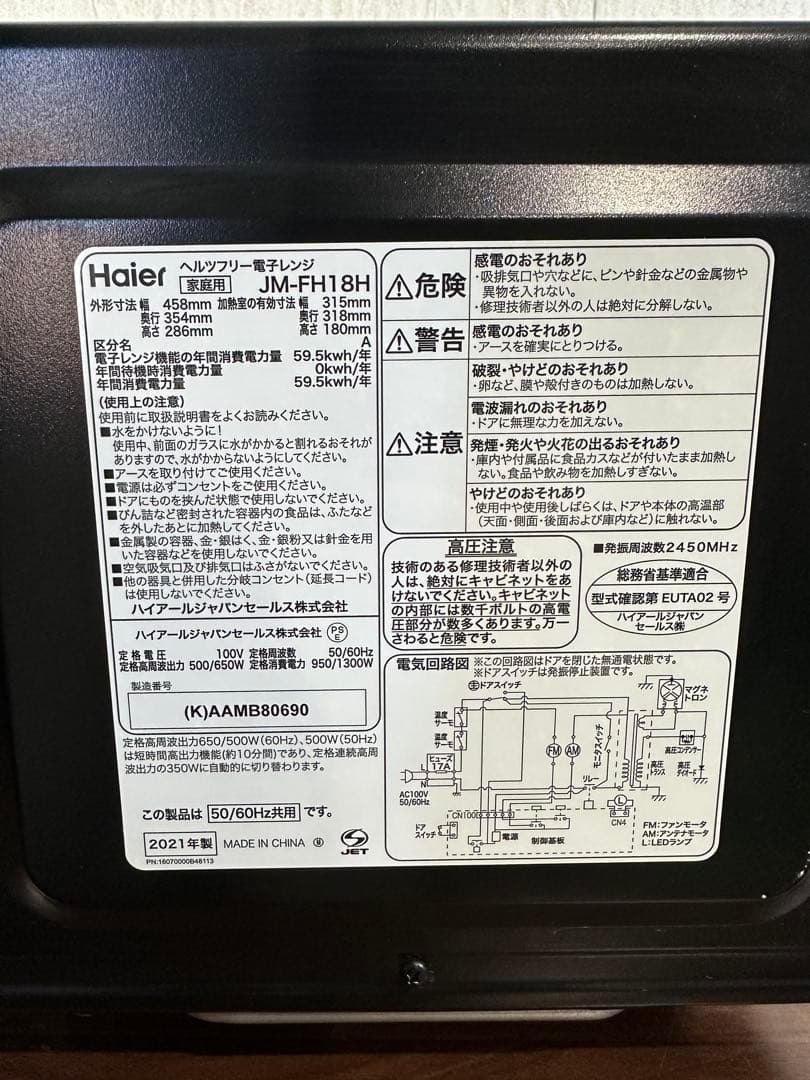 Haier
ヘルツフリー電子レンジ
家庭用 JM-FH18H
外形寸法 幅 458mm 加熱室の有効寸法 幅 315mm
奥行 354mm 奥行 318mm
高さ 286mm 高さ 180mm
区分名 A
電子レンジ機能の年間消費電力量 59.5kwh/年
年間待機時消費電力量 0kwh/年
年間消費電力量 59.5kwh/年
(使用上の注意)
使用前に取扱説明書をよくお読みください。
■水をかけないように!
使用中、前面のガラスに水がかかると割れるおそれが
ありますので、水がかからないようにしてください。
■アースを取り付けてご使用ください。
■電源は必ずコンセントをご使用ください。
■ドアにものを挟んだ状態で使用しないでください。
■びん詰など密封された容器内の食品は、ふたなど
を外したあとに加熱してください。
■金属製の容器、金・銀はく、金・銀粉又は針金を用
いた容器などを使用しないでください。
■空気吸気口及び排気口はふさがないでください。
■他の器具と併用した分岐コンセント(延長コード)
は使用しないでください。
ハイアールジャパンセールス株式会社
ハイアールジャパンセールス株式会社 PS E
定格電圧 100V 定格周波数 50/60Hz
定格高周波出力 500/650W 定格消費電力 950/1300W
製造番号
(K)AAMB80690
定格高周波出力650/500W(60Hz)、500W(50Hz)
は短時間高出力機能(約10分間)であり、定格連続高周
波出力の350Wに自動的に切り替わります。
この製品は 50/60Hz共用 です。
2021年製 MADE IN CHINA Ⓜ JET
PN:16070000B48113
⚠危険
感電のおそれあり
・吸排気口や穴などに、ピンや針金などの金属物や
異物を入れない。
・修理技術者以外の人は絶対に分解しない。
⚠警告
感電のおそれあり
・アースを確実にとりつける。
⚠注意
破裂・やけどのおそれあり
・卵など、膜や殻付きのものは加熱しない。
電波漏れのおそれあり
・ドアに無理な力を加えない。
発煙・発火や火花の出るおそれあり
・庫内や付属品に食品カスなどが付いたまま加熱し
ない。食品や飲み物を加熱しすぎない。
やけどのおそれあり
・使用中や使用後しばらくは、ドアや本体の高温部
(天面・側面・後面および庫内など)に触れない。
高圧注意
技術のある修理技術者以外の
人は、絶対にキャビネットをあ
けないでください。キャビネット
の内部には数千ボルトの高電
圧部分が数多くあります。万一
さわると危険です。
■発振周波数2450MHz
総務省基準適合
型式確認第 EUTA02 号
ハイアールジャパン
セールス㈱
電気回路図 ※この回路図はドアを閉じた無通電状態です。
※ドアスイッチは発振停止装置です。
主ドアスイッチ
マグネ
トロン
温度
サーモ
温度
サーモ
ヒューズ
17A
L
N
AC100V
50/60Hz
FM
AM
モニタスイッチ
リレー
高圧
トランス
高圧コンデンサー
高圧
ダイオード
L
CN4
CN100
ドア
スイッチ
電源
制御基板
FM:ファンモータ
AM:アンテナモータ
L:LEDランプ